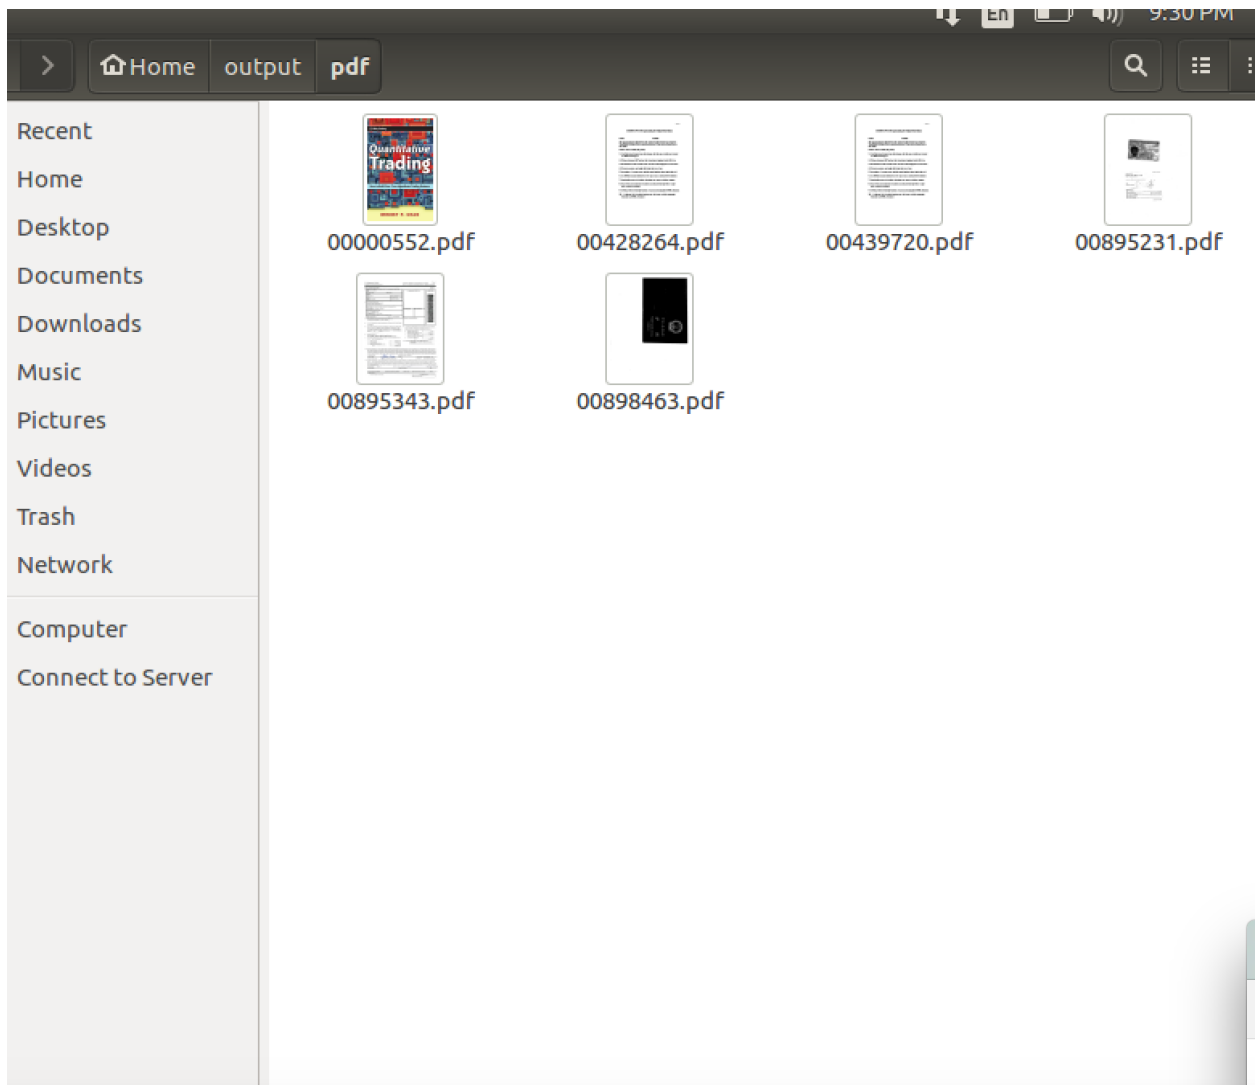 En 9:30 PM
Home output pdf
Recent
Home
Desktop
Documents
Downloads
Music
Pictures
Videos
Trash
Network
Computer
Connect to Server
Quantitative
Trading
00000552.pdf 00428264.pdf 00439720.pdf 00895231.pdf
00895343.pdf 00898463.pdf